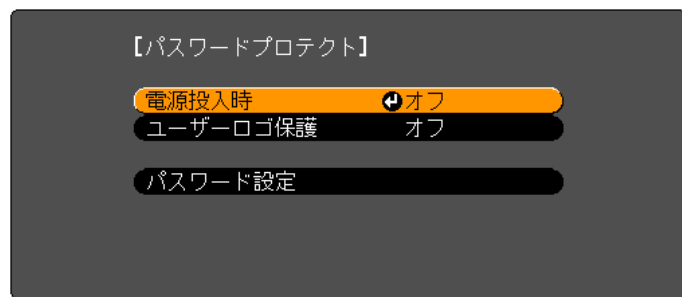 【パスワードプロテクト】
電源投入時 オフ
ユーザーロゴ保護 オフ
パスワード設定